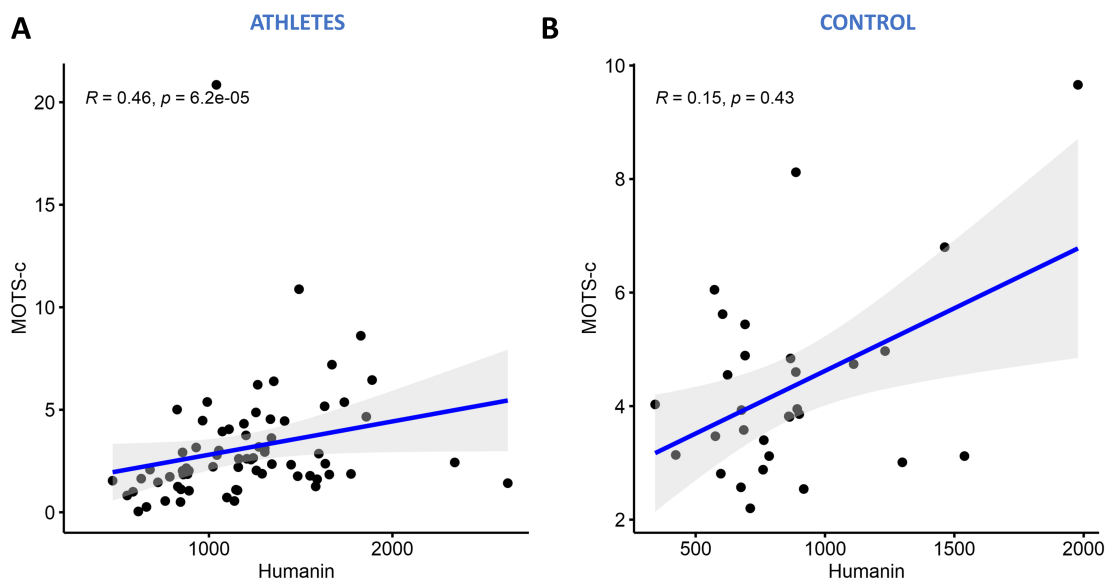 A
ATHLETES
R = 0.46, p = 6.2e-05
20
15
10
5
0
MOTS-c
1000
2000
Humanin
B
CONTROL
R = 0.15, p = 0.43
10
8
6
4
2
MOTS-c
500
1000
1500
2000
Humanin